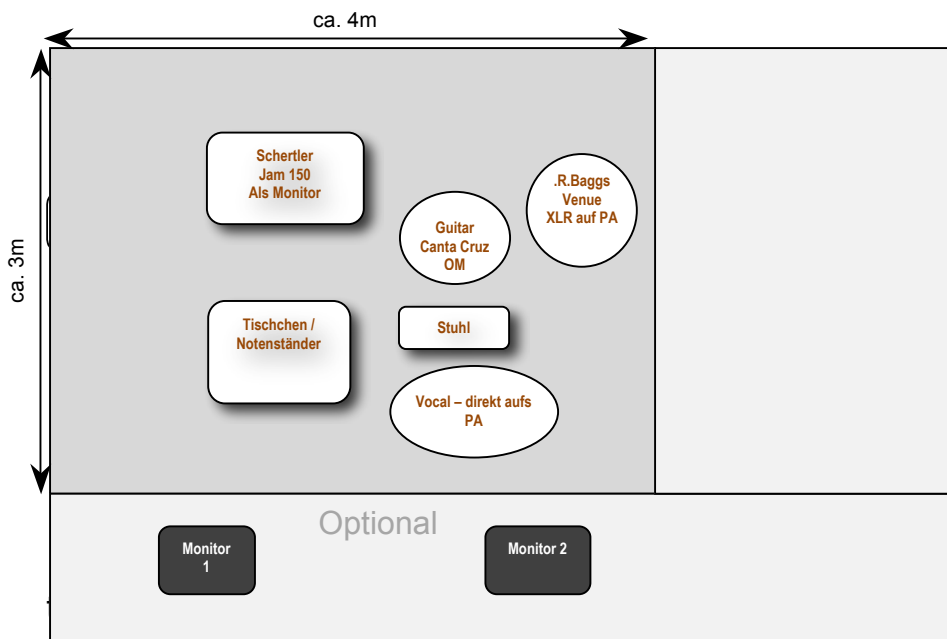 ca. 4m
ca. 3m
Schertler
Jam 150
Als Monitor
.R.Baggs
Venue
XLR auf PA
Guitar
Canta Cruz
OM
Tischchen /
Notenständer
Stuhl
Vocal – direkt aufs
PA
Optional
Monitor
1
Monitor 2